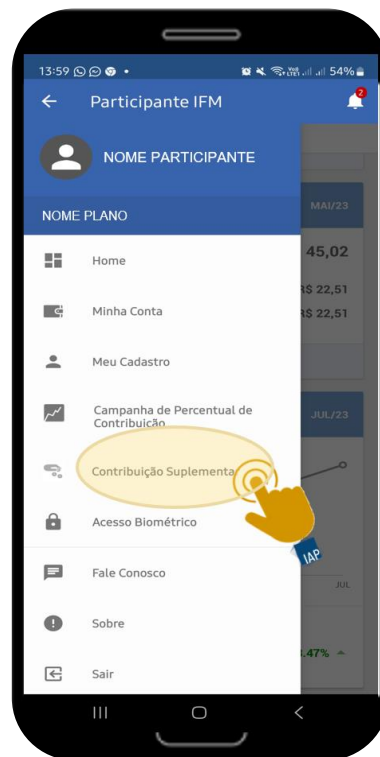 13:59 54%
Participante IFM 2
NOME PARTICIPANTE
NOME PLANO
MAI/23
Home
45,02
R$ 22,51
Minha Conta
R$ 22,51
Meu Cadastro
Campanha de Percentual de
Contribuição
JUL/23
Contribuição Suplementa
Acesso Biométrico
IAP
Fale Conosco
JUL
Sobre
.47%
Sair